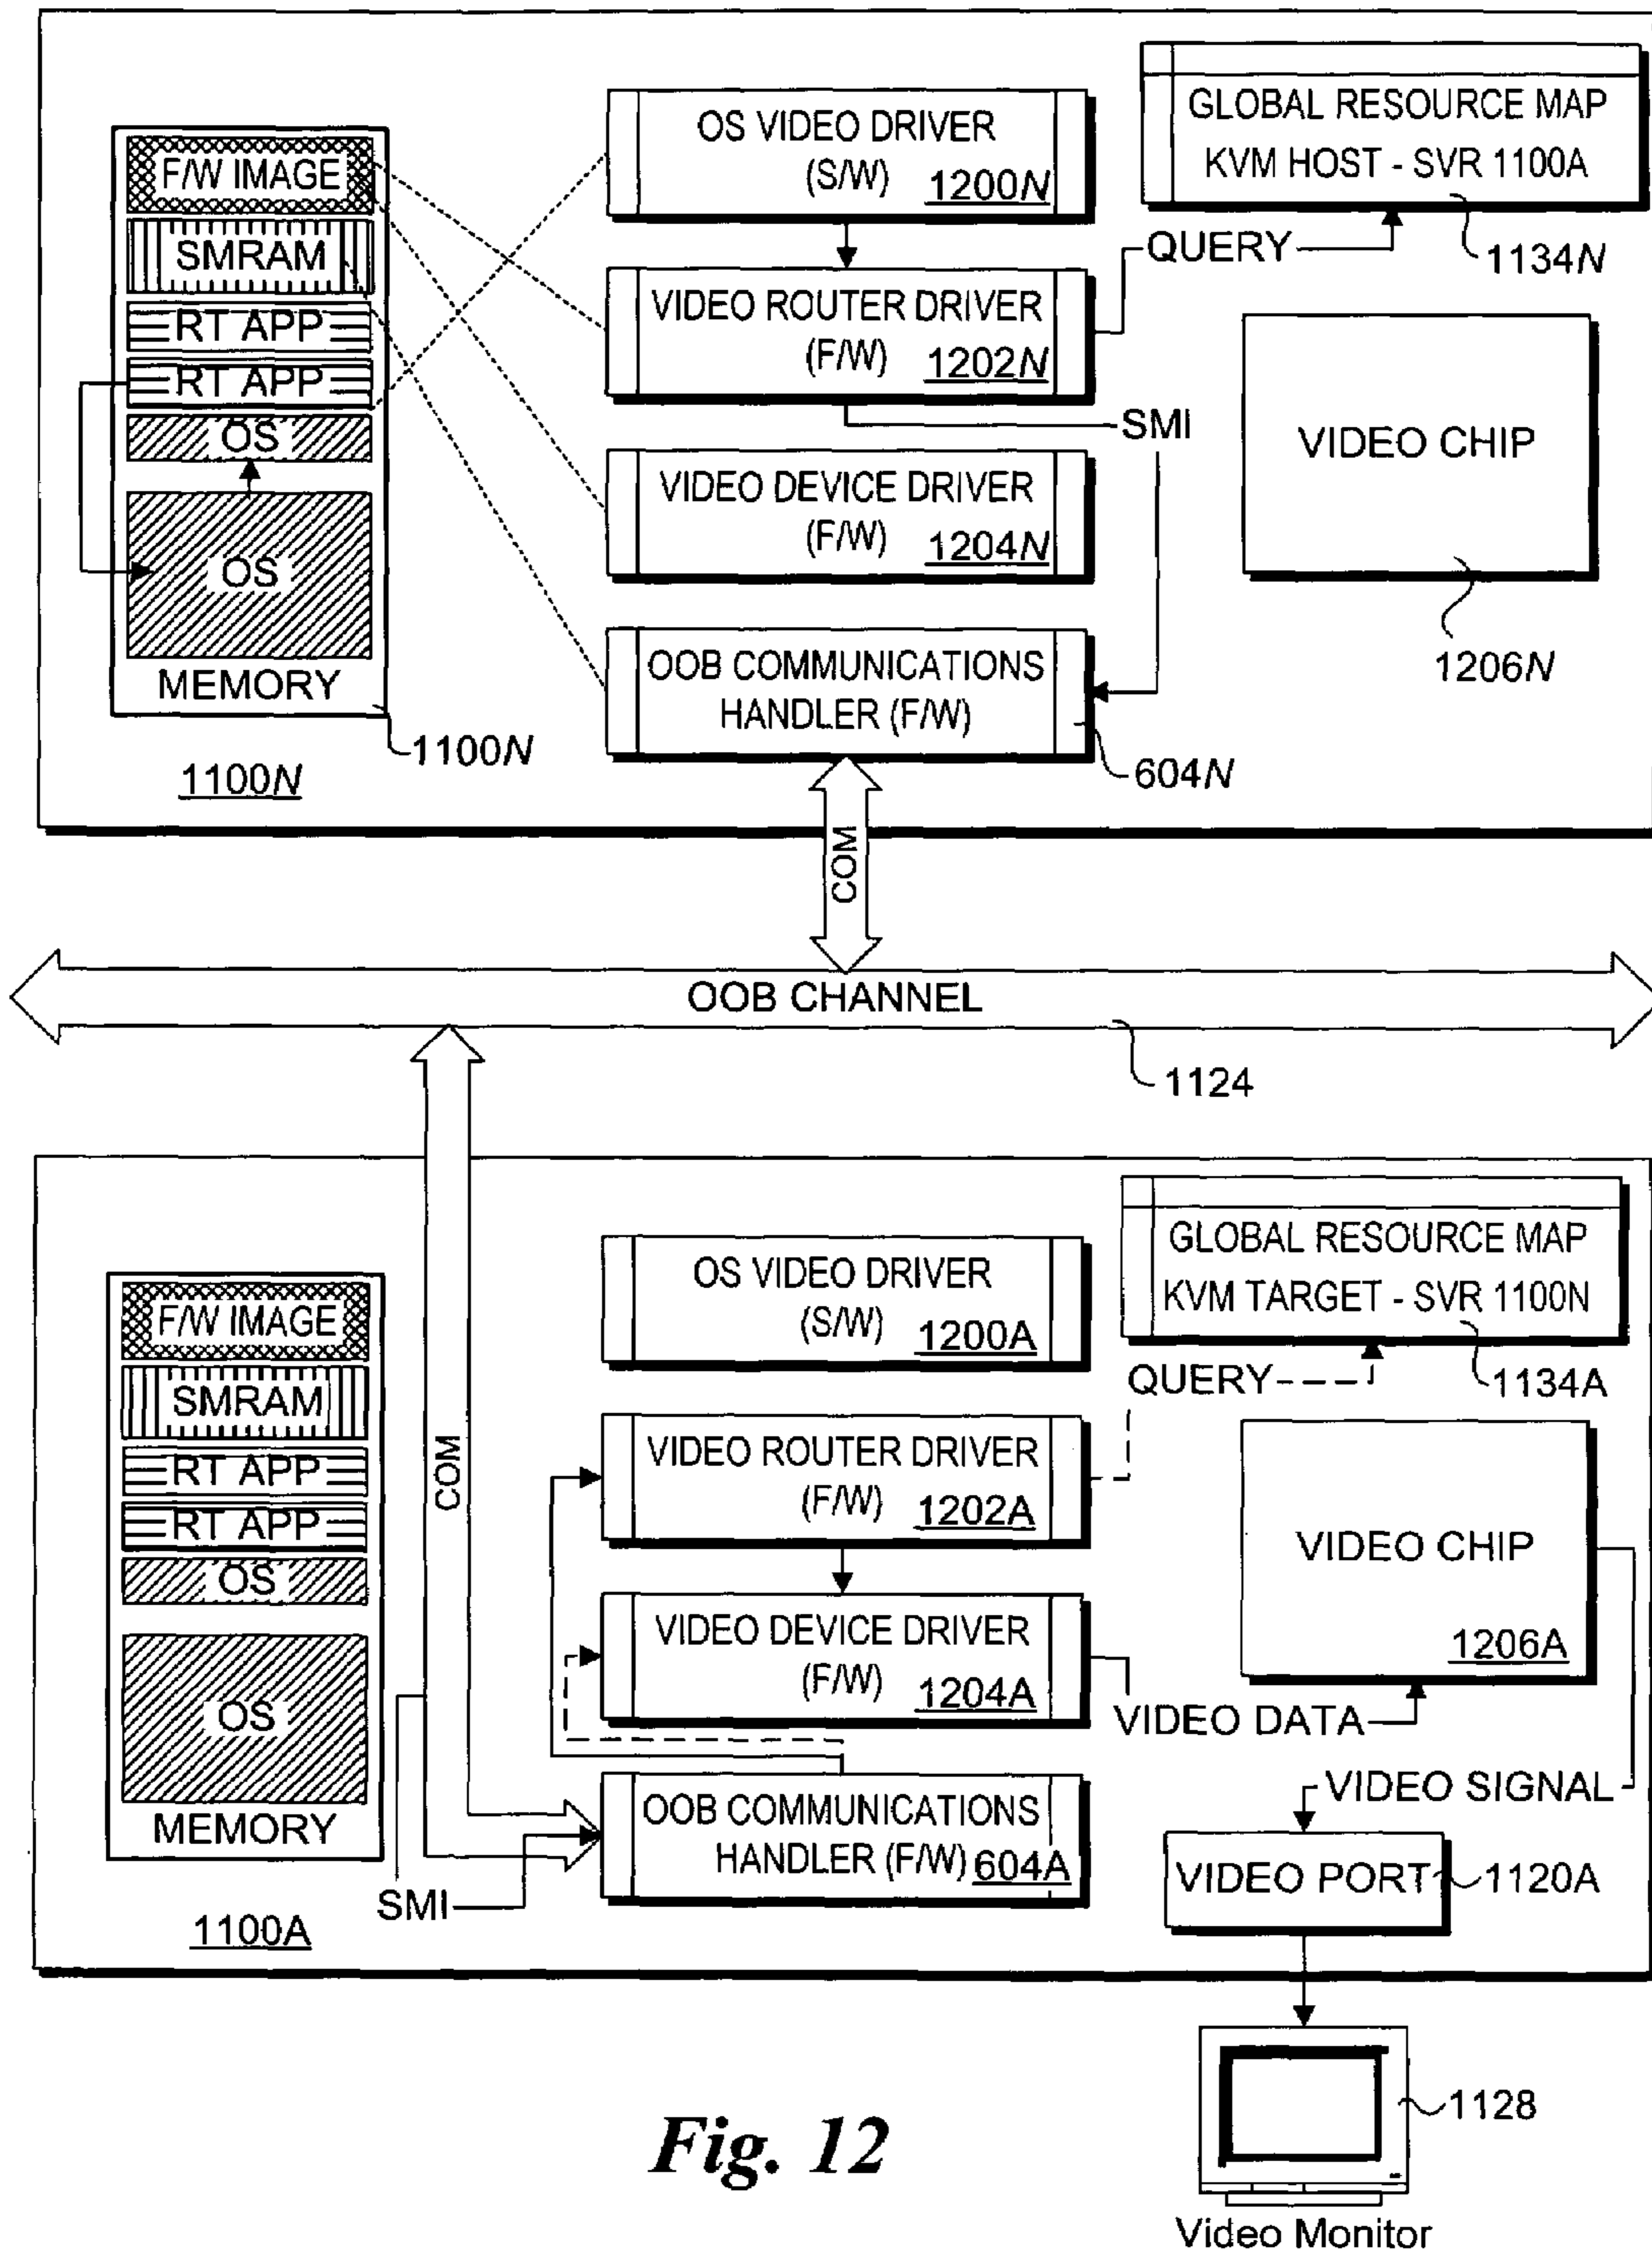 GLOBAL RESOURCE MAP
KVM HOST - SVR 1100A
1134N
OS VIDEO DRIVER
(S/W) 1200N
QUERY
F/W IMAGE
SMRAM
RT APP
RT APP
OS
OS
MEMORY
1100N
1100N
VIDEO ROUTER DRIVER
(F/W) 1202N
SMI
VIDEO DEVICE DRIVER
(F/W) 1204N
VIDEO CHIP
1206N
OOB COMMUNICATIONS
HANDLER (F/W)
604N
COM
OOB CHANNEL
1124
GLOBAL RESOURCE MAP
KVM TARGET - SVR 1100N
1134A
OS VIDEO DRIVER
(S/W) 1200A
QUERY
F/W IMAGE
SMRAM
RT APP
RT APP
OS
OS
MEMORY
1100A
COM
VIDEO ROUTER DRIVER
(F/W) 1202A
VIDEO CHIP
1206A
VIDEO DEVICE DRIVER
(F/W) 1204A
VIDEO DATA
VIDEO SIGNAL
OOB COMMUNICATIONS
HANDLER (F/W) 604A
SMI
VIDEO PORT
1120A
1128
Video Monitor
Fig. 12